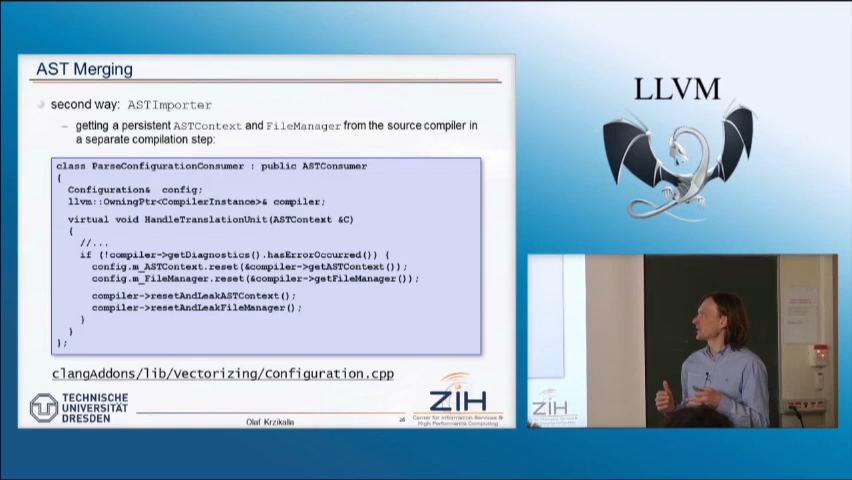 AST Merging
second way: ASTImporter
– getting a persistent ASTContext and FileManager from the source compiler in
a separate compilation step:
class ParseConfigurationConsumer : public ASTConsumer
{
Configuration& config;
llvm::OwningPtr<CompilerInstance>& compiler;
virtual void HandleTranslationUnit(ASTContext &C)
{
//...
if (!compiler->getDiagnostics().hasErrorOccurred()) {
config.m_ASTContext.reset(&compiler->getASTContext());
config.m_FileManager.reset(&compiler->getFileManager());
compiler->resetAndLeakASTContext();
compiler->resetAndLeakFileManager();
}
}
};
clangAddons/lib/Vectorizing/Configuration.cpp
TECHNISCHE
UNIVERSITÄT
DRESDEN
Olaf Krzikalla
26
ZIH
Center for Information Services &
High Performance Computing
LLVM
ZIH